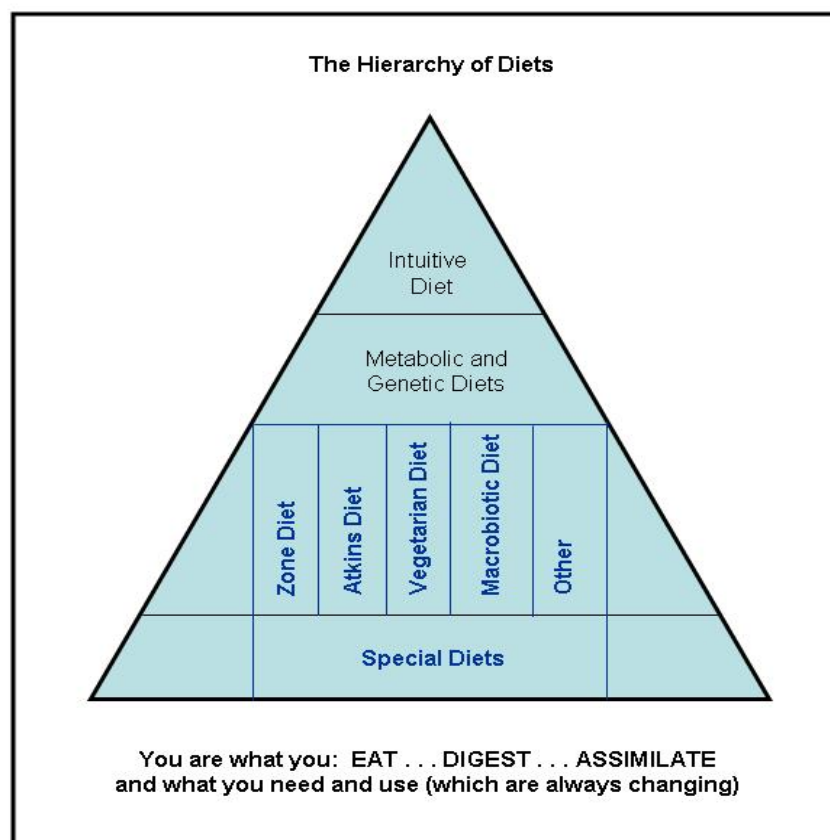 The Hierarchy of Diets
Intuitive
Diet
Metabolic and
Genetic Diets
Zone Diet
Atkins Diet
Vegetarian Diet
Macrobiotic Diet
Other
Special Diets
You are what you:  EAT . . . DIGEST . . . ASSIMILATE
and what you need and use (which are always changing)